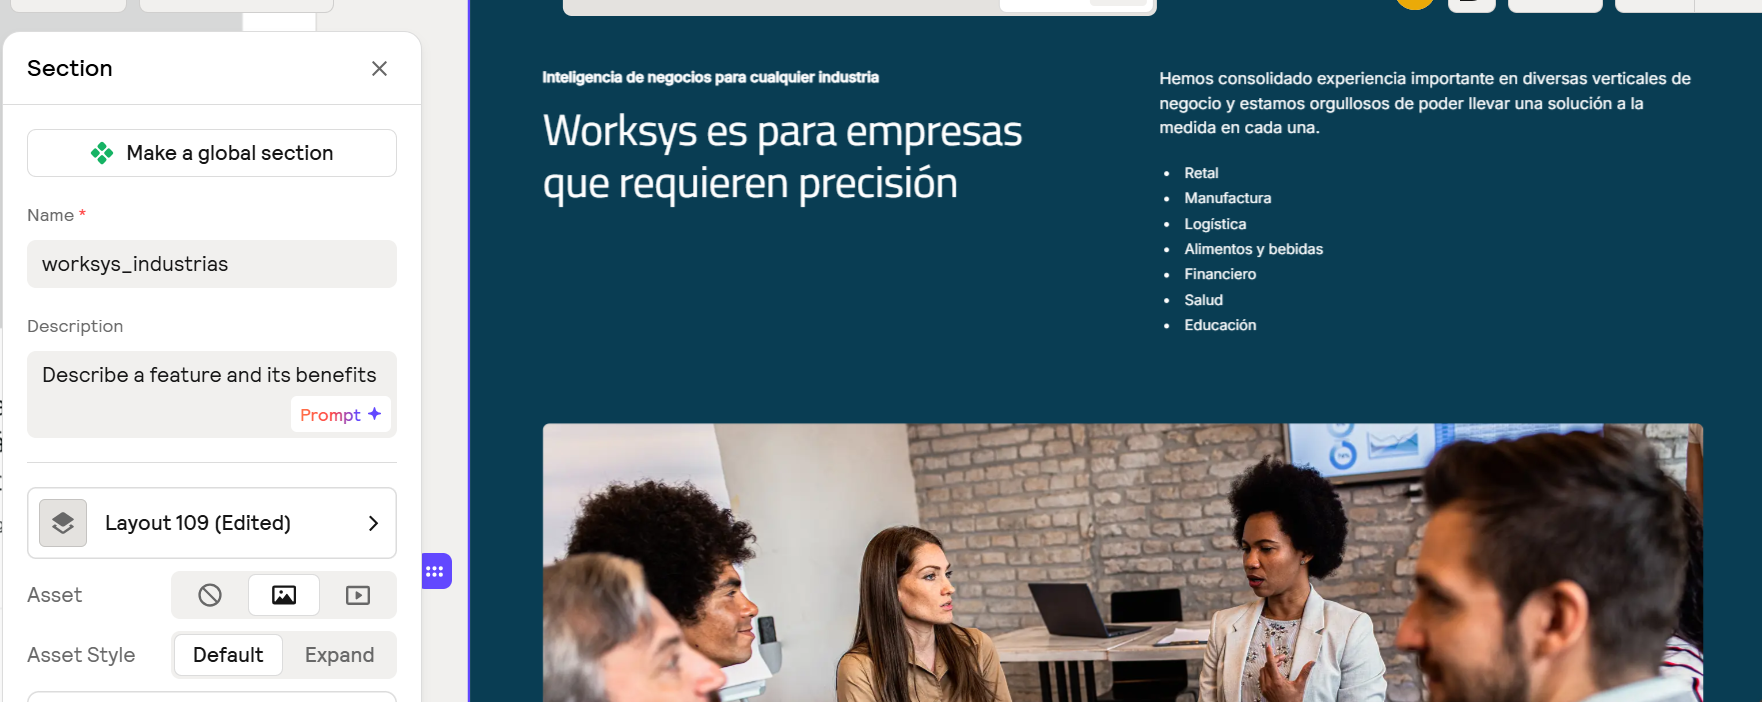 Section
Make a global section
Name *
worksys_industrias
Description
Describe a feature and its benefits
Prompt
Layout 109 (Edited)
Asset
Asset Style
Default
Expand
Inteligencia de negocios para cualquier industria
Worksys es para empresas
que requieren precisión
Hemos consolidado experiencia importante en diversas verticales de
negocio y estamos orgullosos de poder llevar una solución a la
medida en cada una.
• Retal
• Manufactura
• Logística
• Alimentos y bebidas
• Financiero
• Salud
• Educación